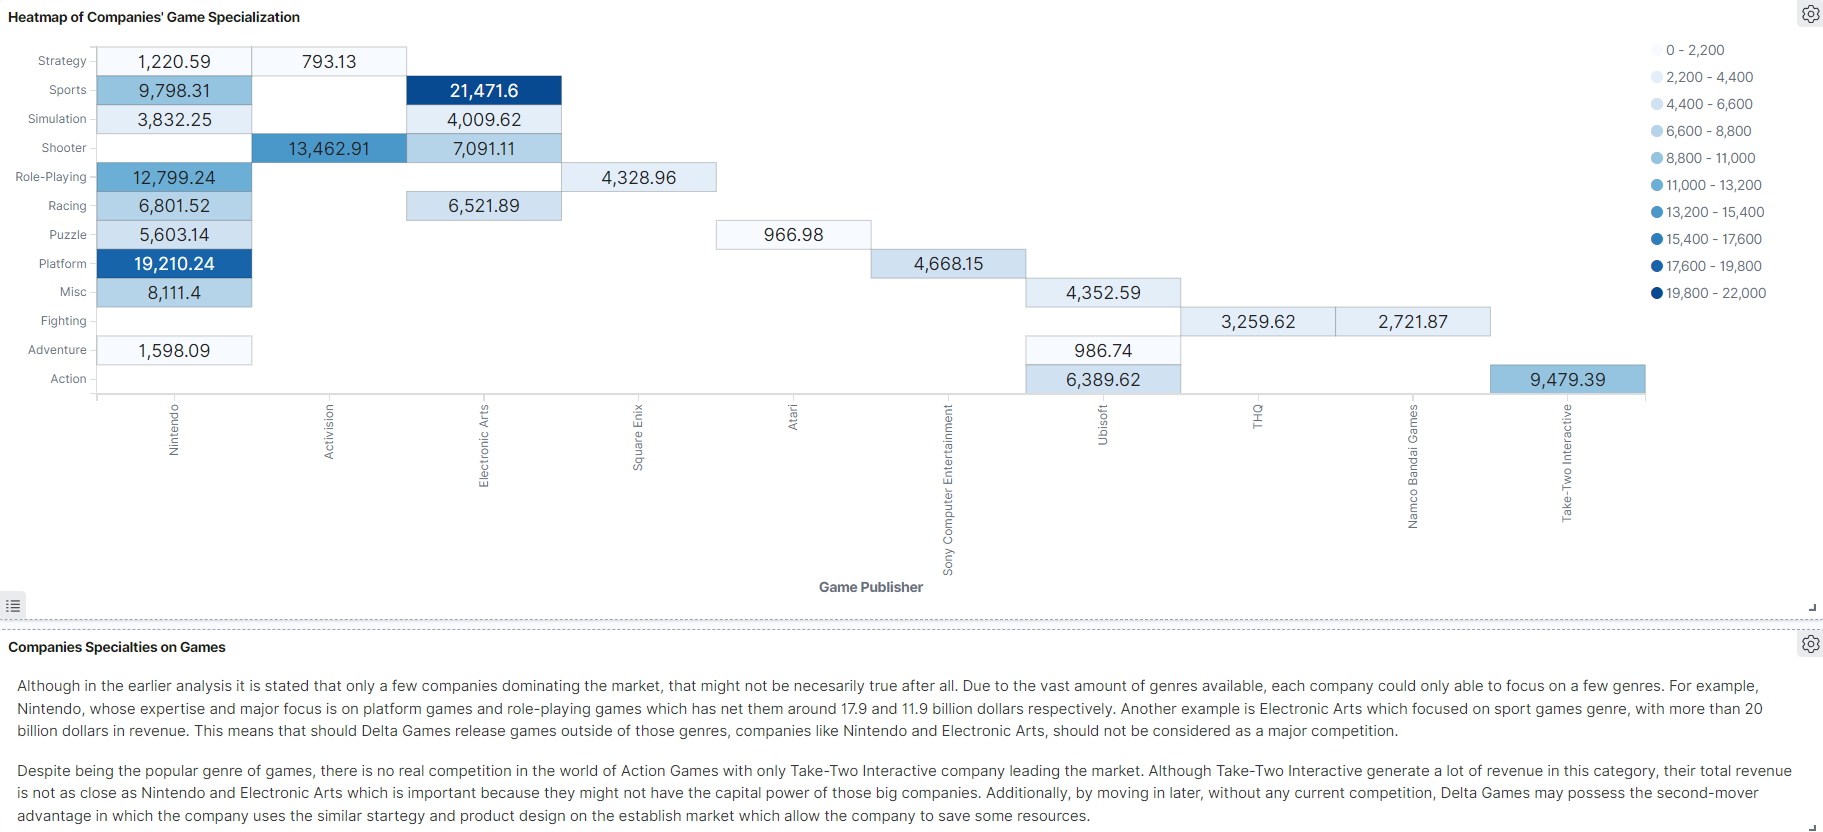 Heatmap of Companies' Game Specialization
Strategy 1,220.59 793.13
Sports 9,798.31 21,471.6
Simulation 3,832.25 4,009.62
Shooter 13,462.91 7,091.11
Role-Playing 12,799.24 4,328.96
Racing 6,801.52 6,521.89
Puzzle 5,603.14 966.98
Platform 19,210.24 4,668.15
Misc 8,111.4 4,352.59
Fighting 3,259.62 2,721.87
Adventure 1,598.09 986.74
Action 6,389.62 9,479.39
0 - 2,200
2,200 - 4,400
4,400 - 6,600
6,600 - 8,800
8,800 - 11,000
11,000 - 13,200
13,200 - 15,400
15,400 - 17,600
17,600 - 19,800
19,800 - 22,000
Nintendo
Activision
Electronic Arts
Square Enix
Atari
Sony Computer Entertainment
Ubisoft
THQ
Namco Bandai Games
Take-Two Interactive
Game Publisher
Companies Specialties on Games
Although in the earlier analysis it is stated that only a few companies dominating the market, that might not be necesarily true after all. Due to the vast amount of genres available, each company could only able to focus on a few genres. For example,
Nintendo, whose expertise and major focus is on platform games and role-playing games which has net them around 17.9 and 11.9 billion dollars respectively. Another example is Electronic Arts which focused on sport games genre, with more than 20
billion dollars in revenue. This means that should Delta Games release games outside of those genres, companies like Nintendo and Electronic Arts, should not be considered as a major competition.
Despite being the popular genre of games, there is no real competition in the world of Action Games with only Take-Two Interactive company leading the market. Although Take-Two Interactive generate a lot of revenue in this category, their total revenue
is not as close as Nintendo and Electronic Arts which is important because they might not have the capital power of those big companies. Additionally, by moving in later, without any current competition, Delta Games may possess the second-mover
advantage in which the company uses the similar startegy and product design on the establish market which allow the company to save some resources.